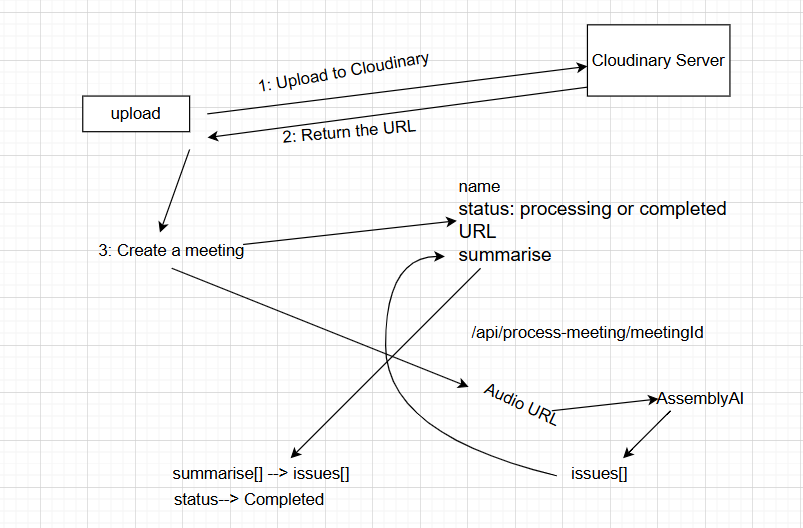 1: Upload to Cloudinary
Cloudinary Server
upload
2: Return the URL
name
status: processing or completed
URL
summarise
3: Create a meeting
/api/process-meeting/meetingId
Audio URL
AssemblyAI
summarise[] --> issues[]
issues[]
status--> Completed